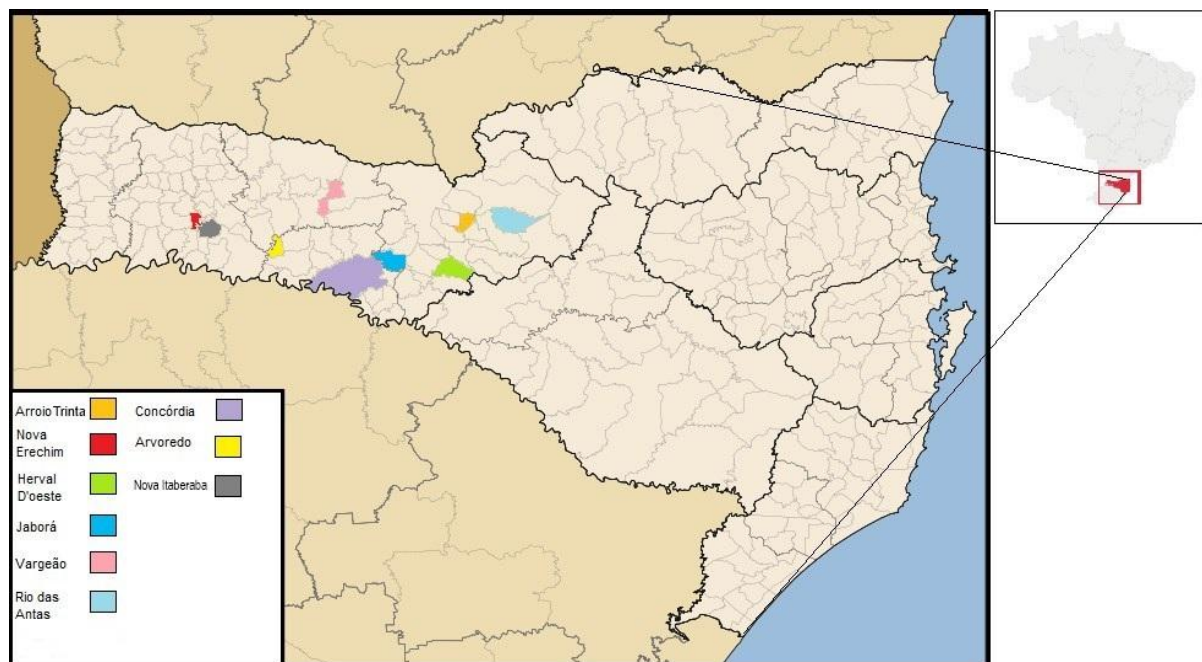 Arroio Trinta
Concórdia
Nova
Erechim
Arvoredo
Herval
D'oeste
Nova Itaberaba
Jaborá
Vargeão
Rio das
Antas